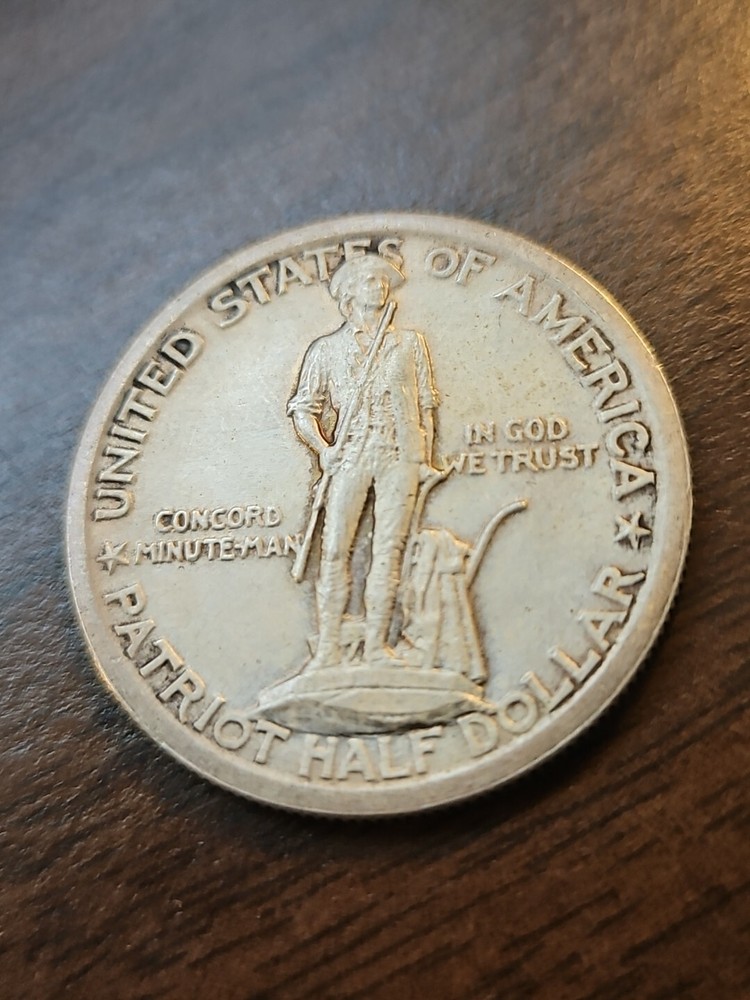 UNITED STATES OF AMERICA
IN GOD
WE TRUST
CONCORD
MINUTE-MAN
PATRIOT HALF DOLLAR